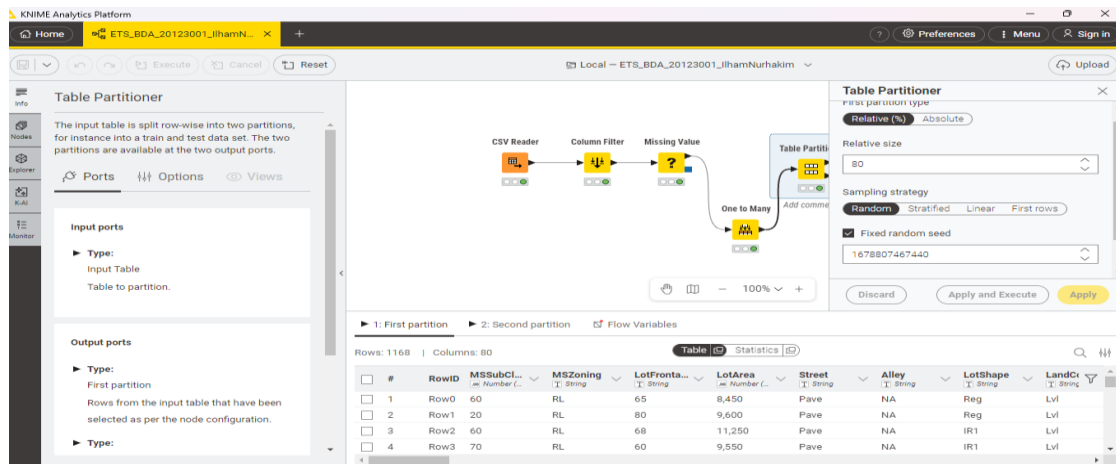 KNIME Analytics Platform
Home
ETS_BDA_20123001_IlhamN...
Preferences
Menu
Sign in
Execute
Cancel
Reset
Local — ETS_BDA_20123001_IlhamNurhakim
Upload
Info
Nodes
Explorer
K-AI
Monitor
Table Partitioner
The input table is split row-wise into two partitions,
for instance into a train and test data set. The two
partitions are available at the two output ports.
Ports
Options
Views
Input ports
Type:
Input Table
Table to partition.
Output ports
Type:
First partition
Rows from the input table that have been
selected as per the node configuration.
Type:
CSV Reader
Column Filter
Missing Value
Table Partiti
One to Many
Add comme
100%
Table Partitioner
First partition type
Relative (%) Absolute
Relative size
80
Sampling strategy
Random Stratified Linear First rows
Fixed random seed
1678807467440
Discard
Apply and Execute
Apply
1: First partition
2: Second partition
Flow Variables
Rows: 1168 | Columns: 80
Table
Statistics
# RowID MSSubCl... MSZoning LotFronta... LotArea Street Alley LotShape LandCo
Number (... String String Number (... String String String String
1 Row0 60 RL 65 8,450 Pave NA Reg Lvl
2 Row1 20 RL 80 9,600 Pave NA Reg Lvl
3 Row2 60 RL 68 11,250 Pave NA IR1 Lvl
4 Row3 70 RL 60 9,550 Pave NA IR1 Lvl